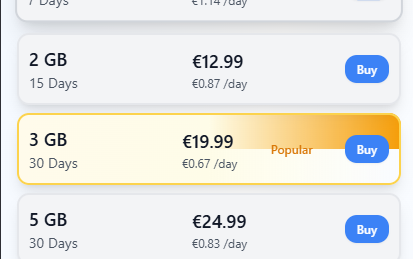 7 Days
€1.14 /day
2 GB
€12.99
15 Days
€0.87 /day
Buy
3 GB
€19.99
30 Days
€0.67 /day
Popular
Buy
5 GB
€24.99
30 Days
€0.83 /day
Buy